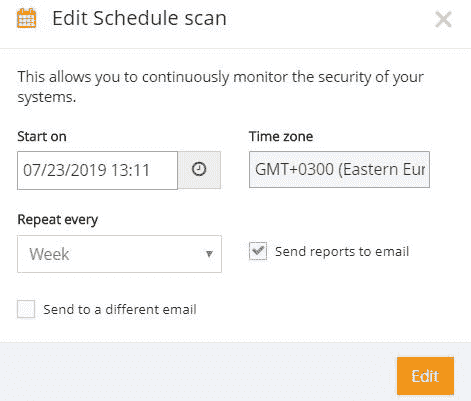 Edit Schedule scan
This allows you to continuously monitor the security of your
systems.
Start on
Time zone
07/23/2019 13:11
GMT+0300 (Eastern Eur
Repeat every
Week
Send reports to email
Send to a different email
Edit